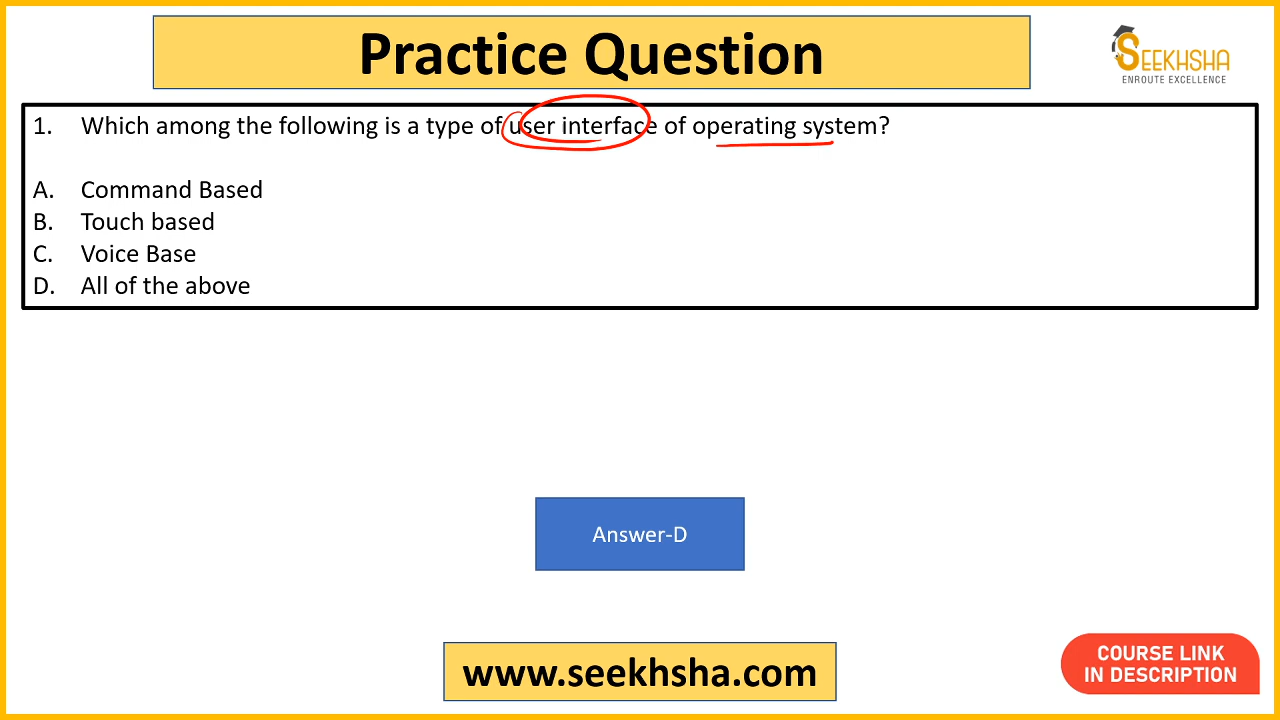 Practice Question
SEEKHSHA
ENROUTE EXCELLENCE
1. Which among the following is a type of user interface of operating system?
A. Command Based
B. Touch based
C. Voice Base
D. All of the above
Answer-D
www.seekhsha.com
COURSE LINK
IN DESCRIPTION